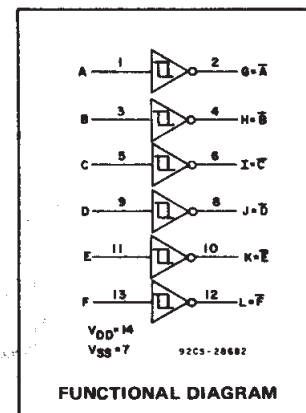 A 1 2 G=A̅
B 3 4 H=B̅
C 5 6 I=C̅
D 9 8 J=D̅
E 11 10 K=E̅
F 13 12 L=F̅
VDD=14
VSS=7 92CS-28682
FUNCTIONAL DIAGRAM